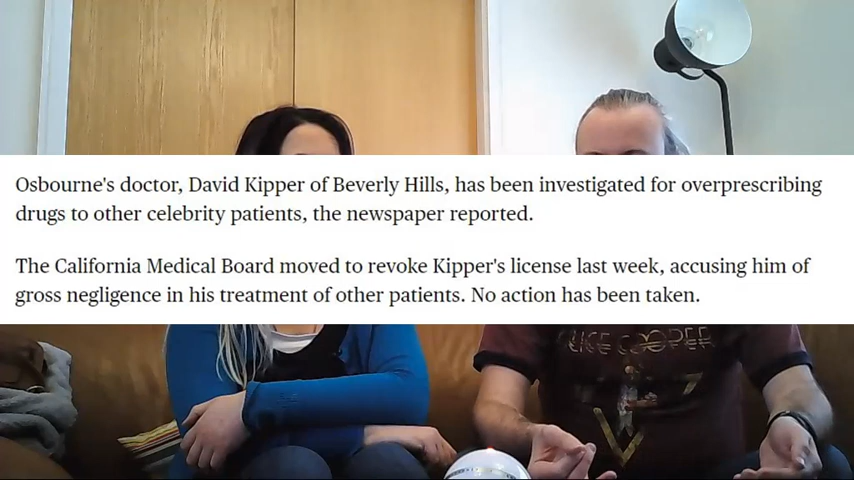 Osbourne's doctor, David Kipper of Beverly Hills, has been investigated for overprescribing
drugs to other celebrity patients, the newspaper reported.
The California Medical Board moved to revoke Kipper's license last week, accusing him of
gross negligence in his treatment of other patients. No action has been taken.
ALICE COOPER